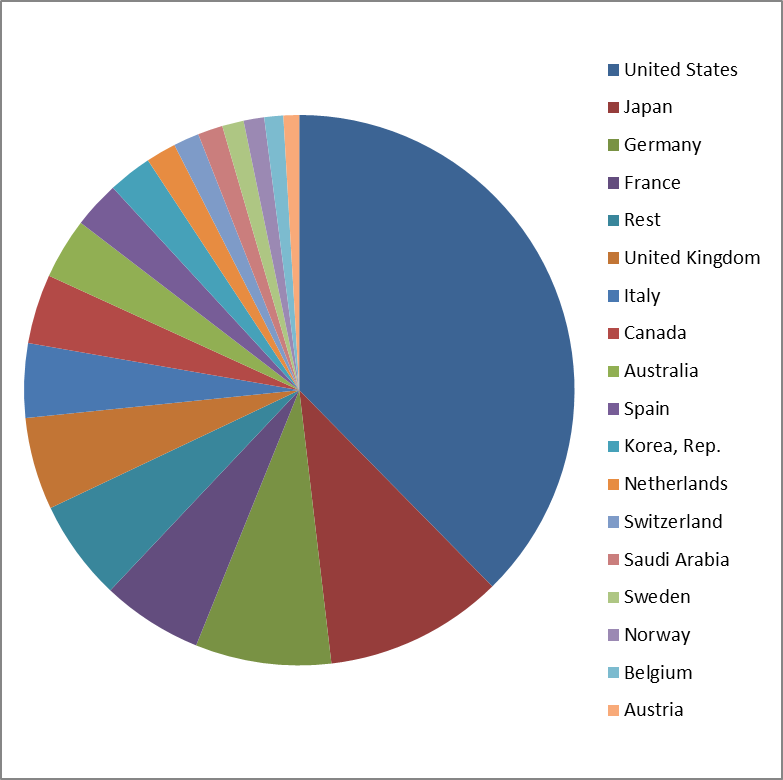 United States
Japan
Germany
France
Rest
United Kingdom
Italy
Canada
Australia
Spain
Korea, Rep.
Netherlands
Switzerland
Saudi Arabia
Sweden
Norway
Belgium
Austria